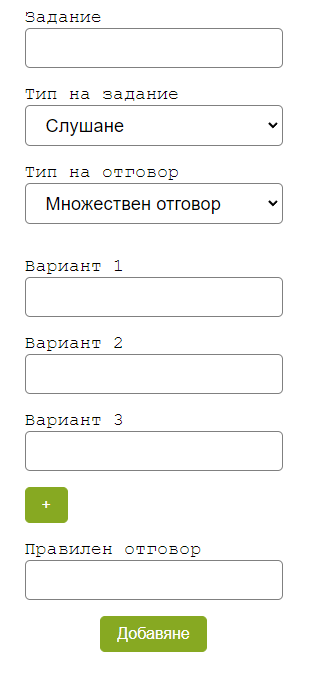 Задание
Тип на задание
Слушане
Тип на отговор
Множествен отговор
Вариант 1
Вариант 2
Вариант 3
+
Правилен отговор
Добавяне